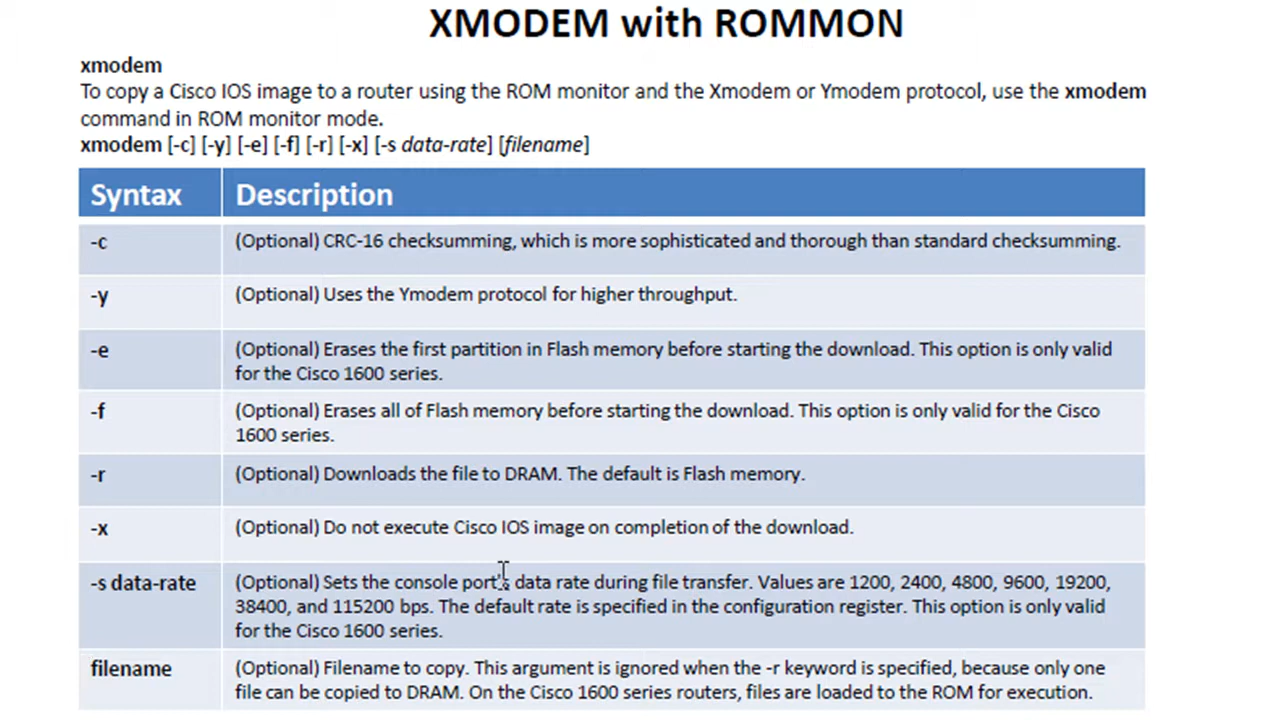 XMODEM with ROMMON
xmodem
To copy a Cisco IOS image to a router using the ROM monitor and the Xmodem or Ymodem protocol, use the xmodem
command in ROM monitor mode.
xmodem [-c] [-y] [-e] [-f] [-r] [-x] [-s data-rate] [filename]
Syntax Description
-c (Optional) CRC-16 checksumming, which is more sophisticated and thorough than standard checksumming.
-y (Optional) Uses the Ymodem protocol for higher throughput.
-e (Optional) Erases the first partition in Flash memory before starting the download. This option is only valid
for the Cisco 1600 series.
-f (Optional) Erases all of Flash memory before starting the download. This option is only valid for the Cisco
1600 series.
-r (Optional) Downloads the file to DRAM. The default is Flash memory.
-x (Optional) Do not execute Cisco IOS image on completion of the download.
-s data-rate (Optional) Sets the console port's data rate during file transfer. Values are 1200, 2400, 4800, 9600, 19200,
38400, and 115200 bps. The default rate is specified in the configuration register. This option is only valid
for the Cisco 1600 series.
filename (Optional) Filename to copy. This argument is ignored when the -r keyword is specified, because only one
file can be copied to DRAM. On the Cisco 1600 series routers, files are loaded to the ROM for execution.